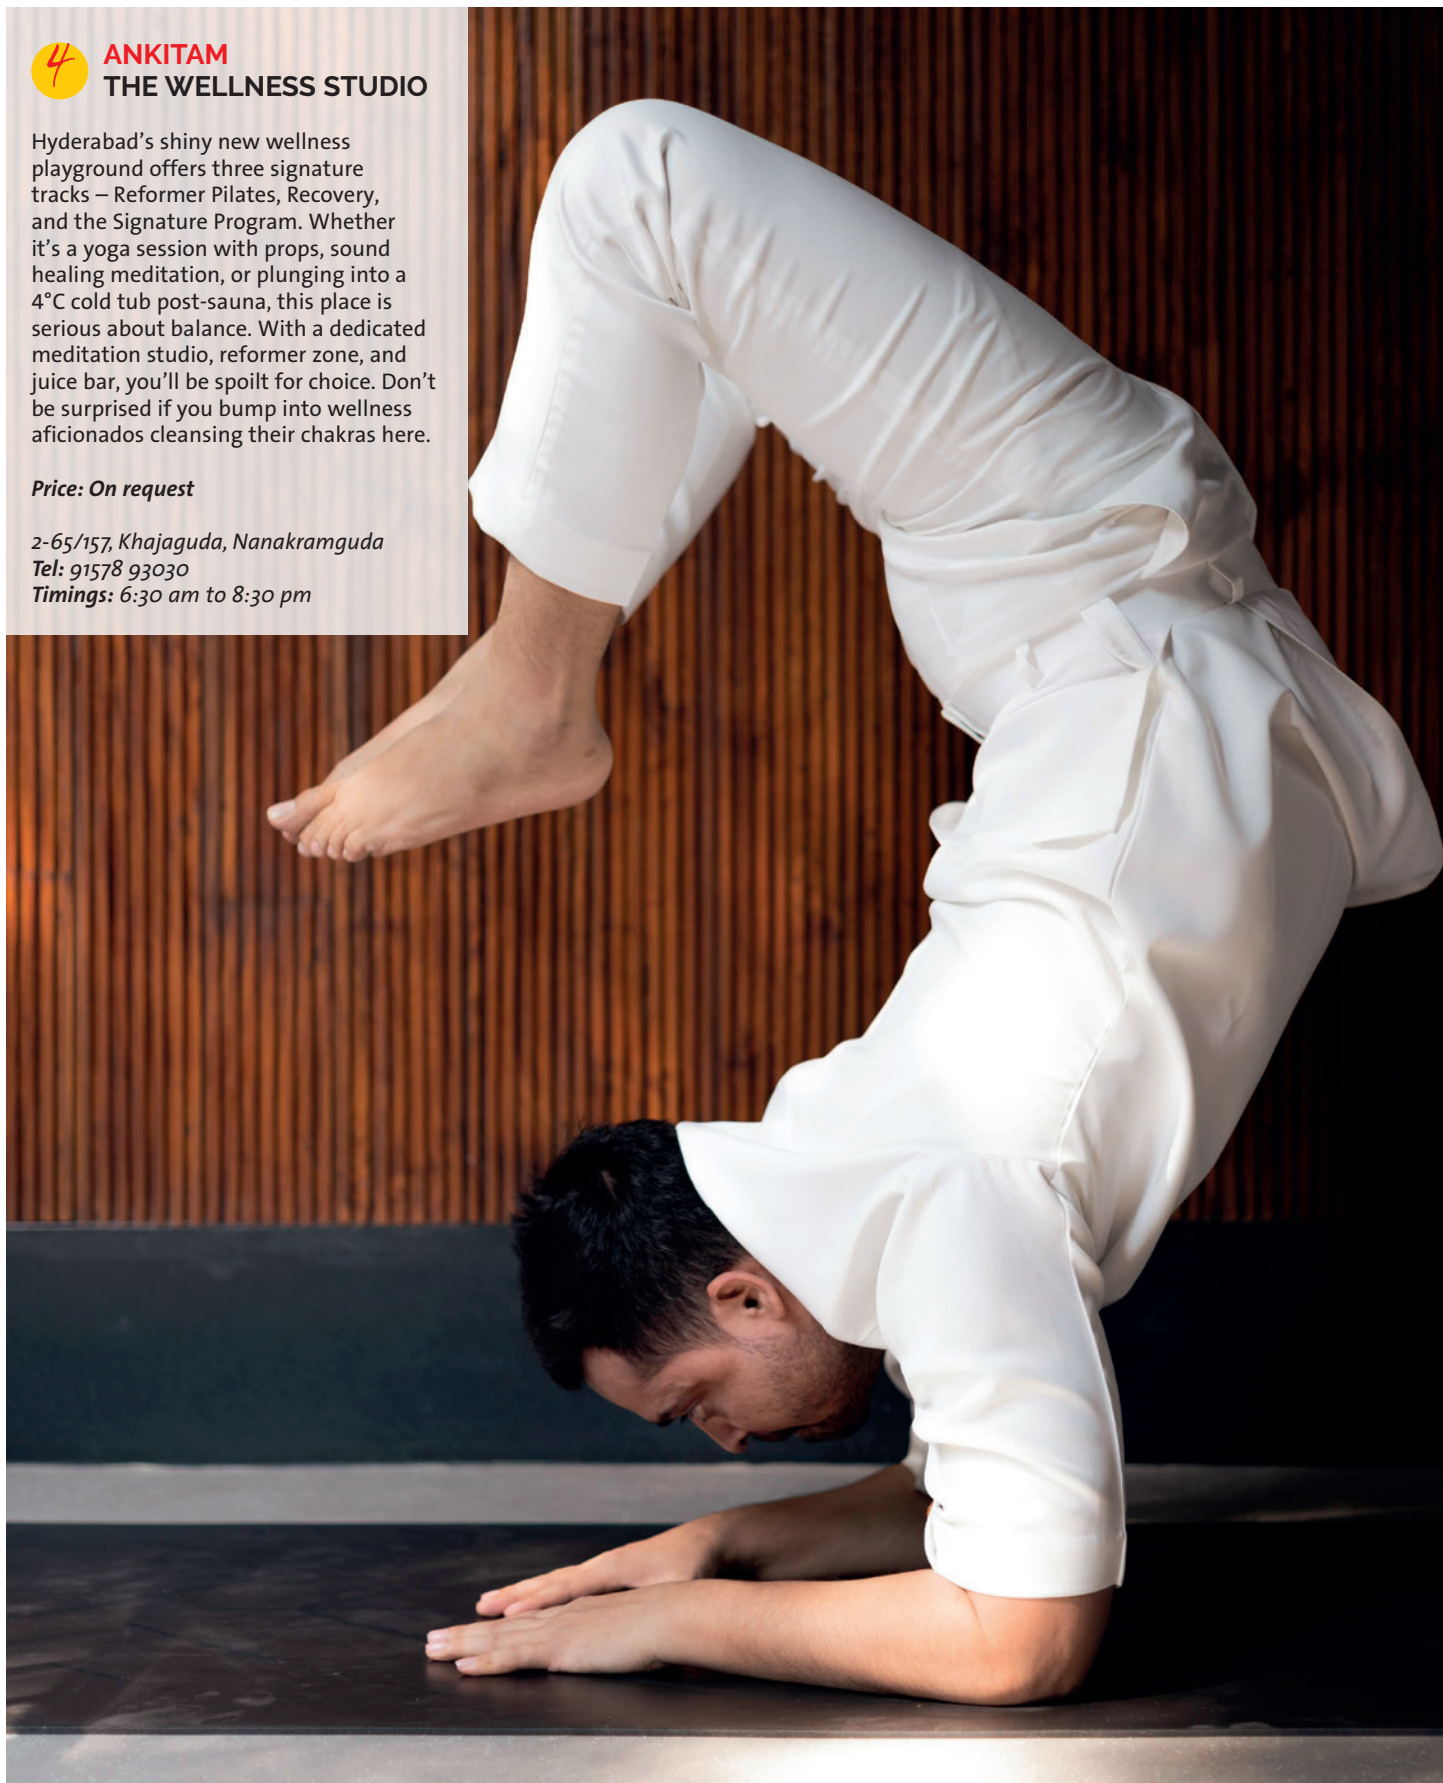 4
ANKITAM
THE WELLNESS STUDIO
Hyderabad’s shiny new wellness
playground offers three signature
tracks – Reformer Pilates, Recovery,
and the Signature Program. Whether
it’s a yoga session with props, sound
healing meditation, or plunging into a
4°C cold tub post-sauna, this place is
serious about balance. With a dedicated
meditation studio, reformer zone, and
juice bar, you’ll be spoilt for choice. Don’t
be surprised if you bump into wellness
aficionados cleansing their chakras here.
Price: On request
2-65/157, Khajaguda, Nanakramguda
Tel: 91578 93030
Timings: 6:30 am to 8:30 pm